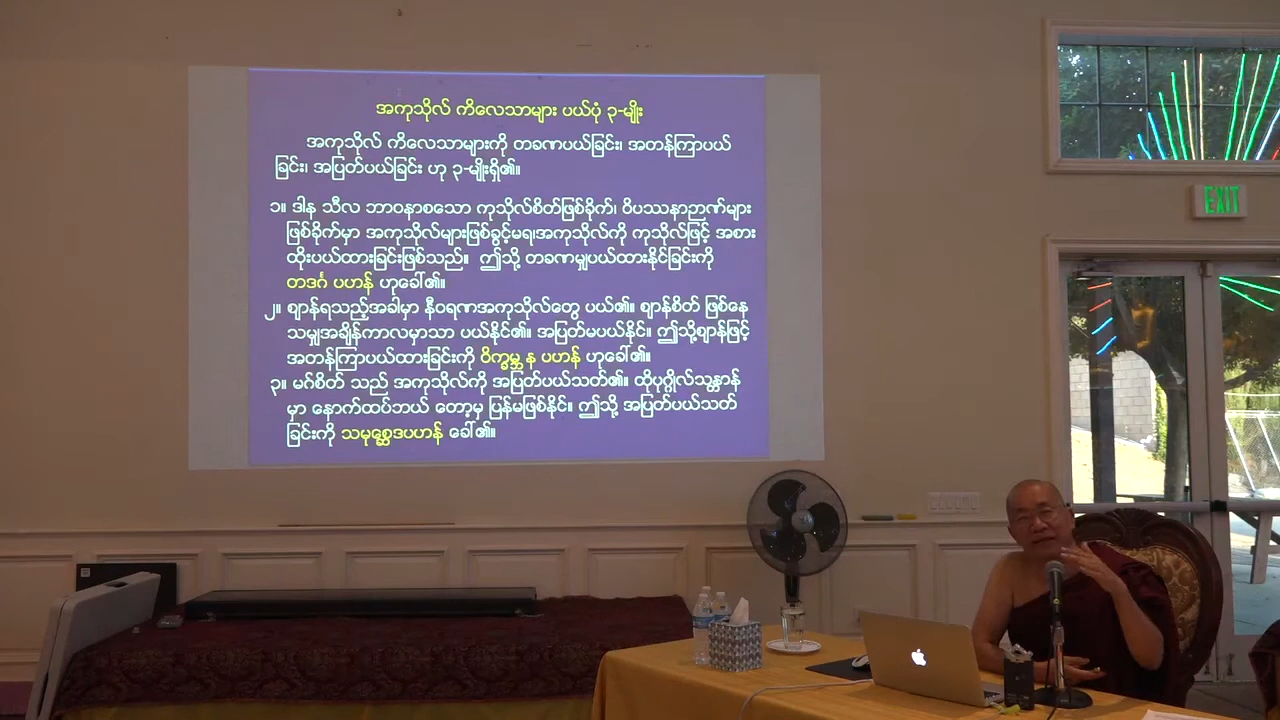 အကုသိုလ် ကိလေသာများ ပယ်ပုံ ၃-မျိုး
အကုသိုလ် ကိလေသာများကို တခဏပယ်ခြင်း၊ အတန်ကြာပယ်
ခြင်း၊ အပြတ်ပယ်ခြင်း ဟု ၃-မျိုးရှိ၏။
၁။ ဒါန သီလ ဘာဝနာစသော ကုသိုလ်စိတ်ဖြစ်ခိုက်၊ ဝိပဿနာဉာဏ်များ
ဖြစ်ခိုက်မှာ အကုသိုလ်များဖြစ်ခွင့်မရ၊အကုသိုလ်ကို ကုသိုလ်ဖြင့် အစား
ထိုးပယ်ထားခြင်းဖြစ်သည်။ ဤသို့ တခဏမျှပယ်ထားနိုင်ခြင်းကို
တဒင်္ဂ ပဟန် ဟုခေါ်၏။
၂။ ဈာန်ရသည့်အခါမှာ နီဝရဏအကုသိုလ်တွေ ပယ်၏။ ဈာန်စိတ် ဖြစ်နေ
သမျှအချိန်ကာလမှာသာ ပယ်နိုင်၏။ အပြတ်မပယ်နိုင်။ ဤသို့ဈာန်ဖြင့်
အတန်ကြာပယ်ထားခြင်းကို ဝိက္ခမ္ဘ န ပဟန် ဟုခေါ်၏။
၃။ မဂ်စိတ် သည် အကုသိုလ်ကို အပြတ်ပယ်သတ်၏။ ထိုပုဂ္ဂိုလ်သန္တာန်
မှာ နောက်ထပ်ဘယ် တော့မှ ပြန်မဖြစ်နိုင်။ ဤသို့ အပြတ်ပယ်သတ်
ခြင်းကို သမုစ္ဆေဒပဟန် ခေါ်၏။
EXIT